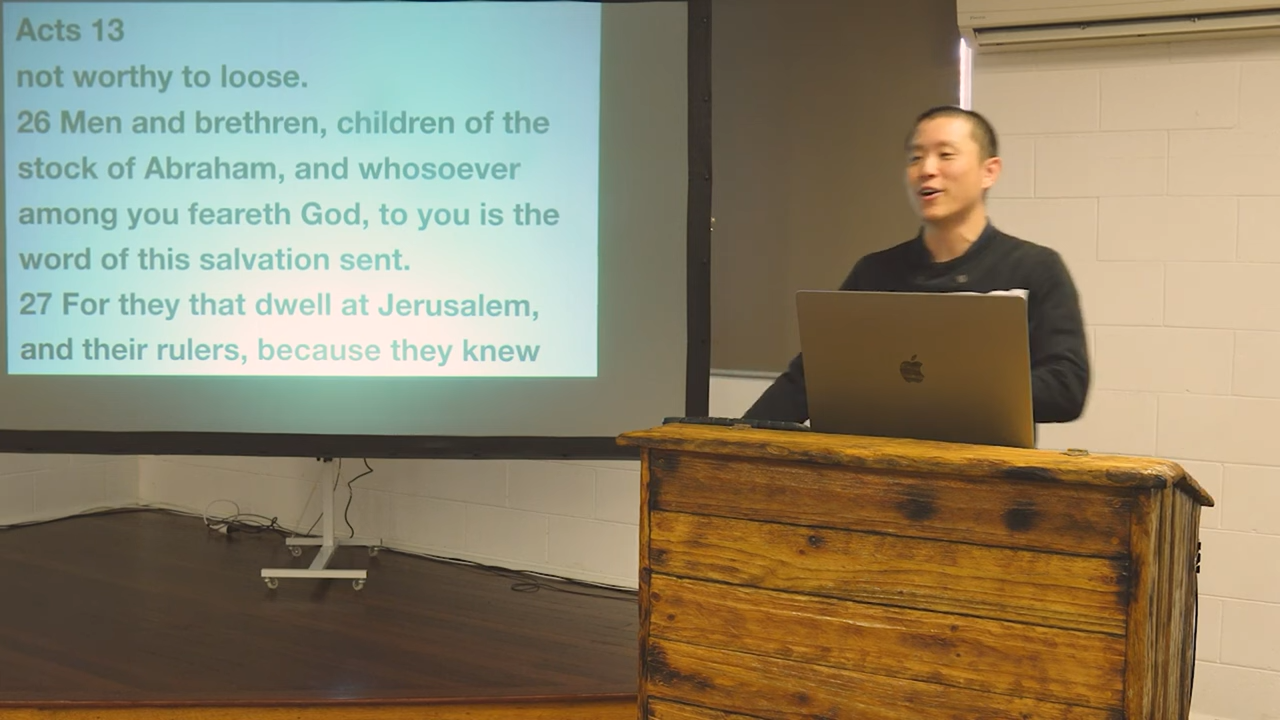 Acts 13
not worthy to loose.
26 Men and brethren, children of the
stock of Abraham, and whosoever
among you feareth God, to you is the
word of this salvation sent.
27 For they that dwell at Jerusalem,
and their rulers, because they knew